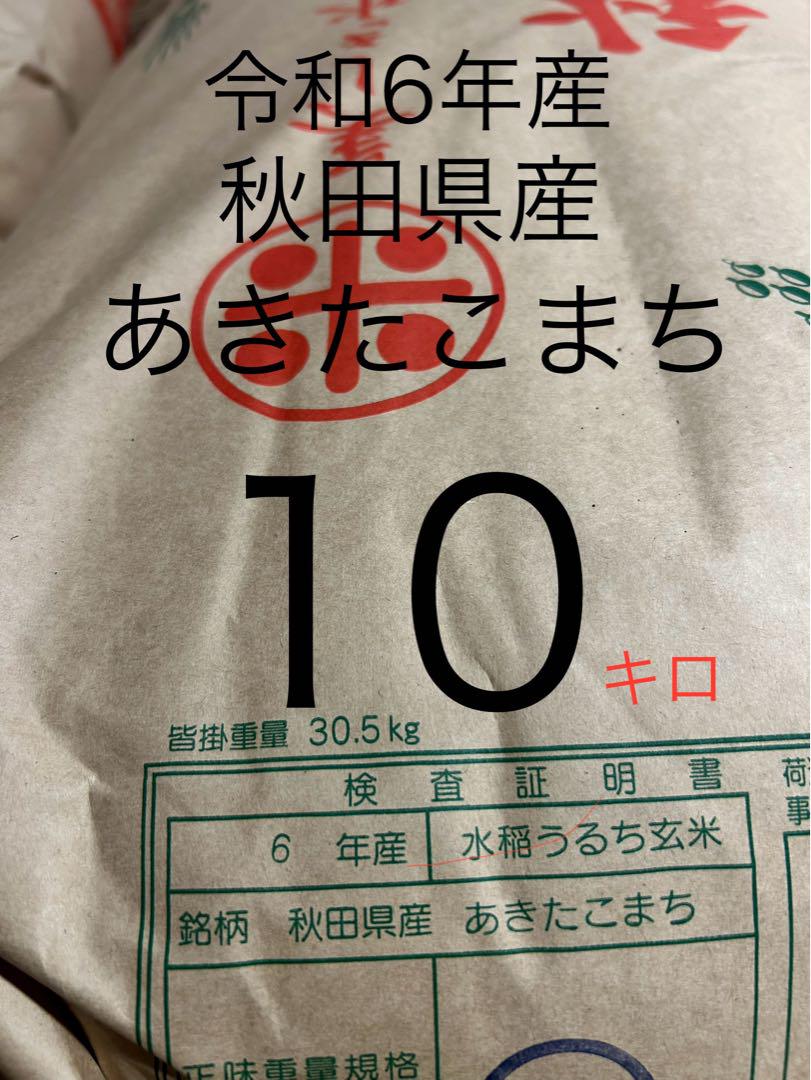 令和6年産
秋田県産
あきたこまち
10
キロ
皆掛重量 30.5kg
検査証明書
6 年産 水稲うるち玄米
銘柄 秋田県産 あきたこまち
正味重量規格